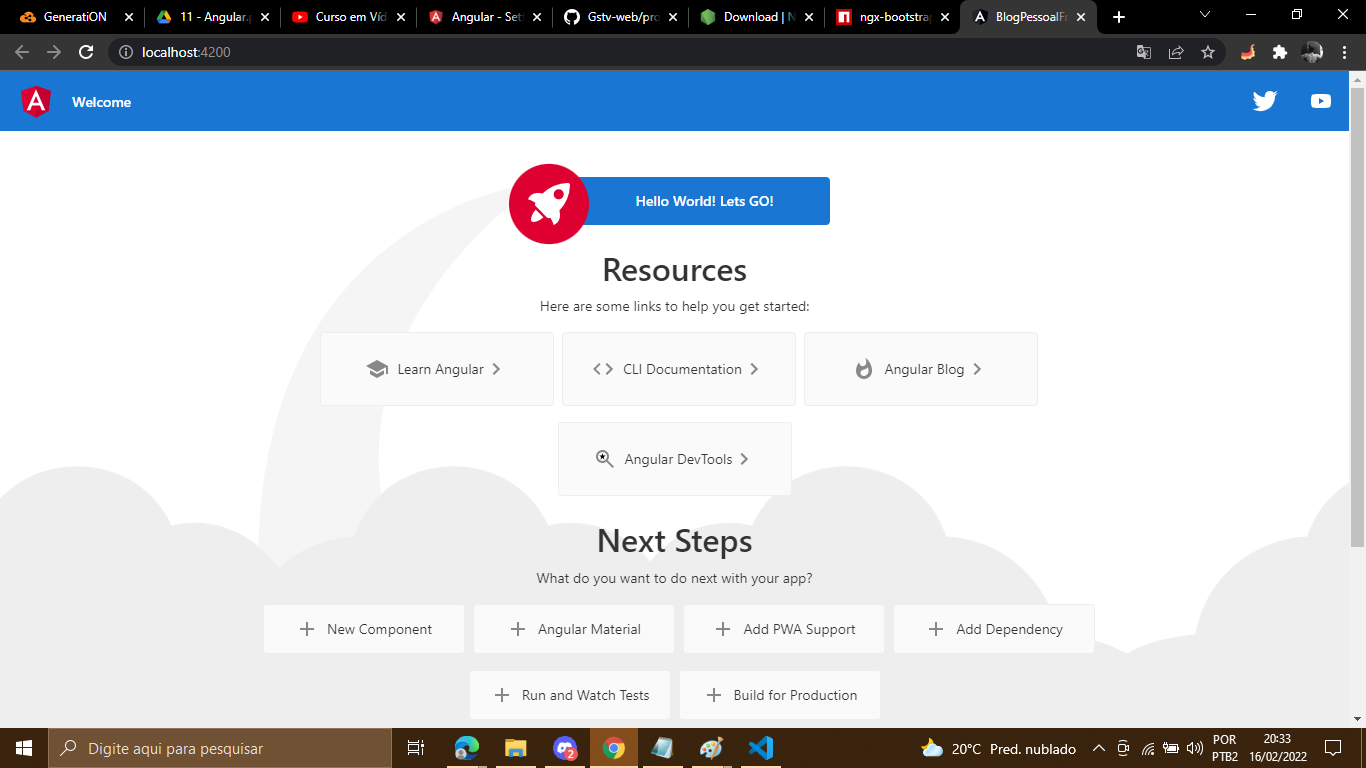 GeneratiON
11 - Angular.p
Curso em Víd
Angular - Set
Gstv-web/pro
Download | N
ngx-bootstrap
BlogPessoalFr
localhost:4200
Welcome
Hello World! Lets GO!
Resources
Here are some links to help you get started:
Learn Angular
CLI Documentation
Angular Blog
Angular DevTools
Next Steps
What do you want to do next with your app?
New Component
Angular Material
Add PWA Support
Add Dependency
Run and Watch Tests
Build for Production
Digite aqui para pesquisar
2
20°C Pred. nublado
POR
PTB2
20:33
16/02/2022